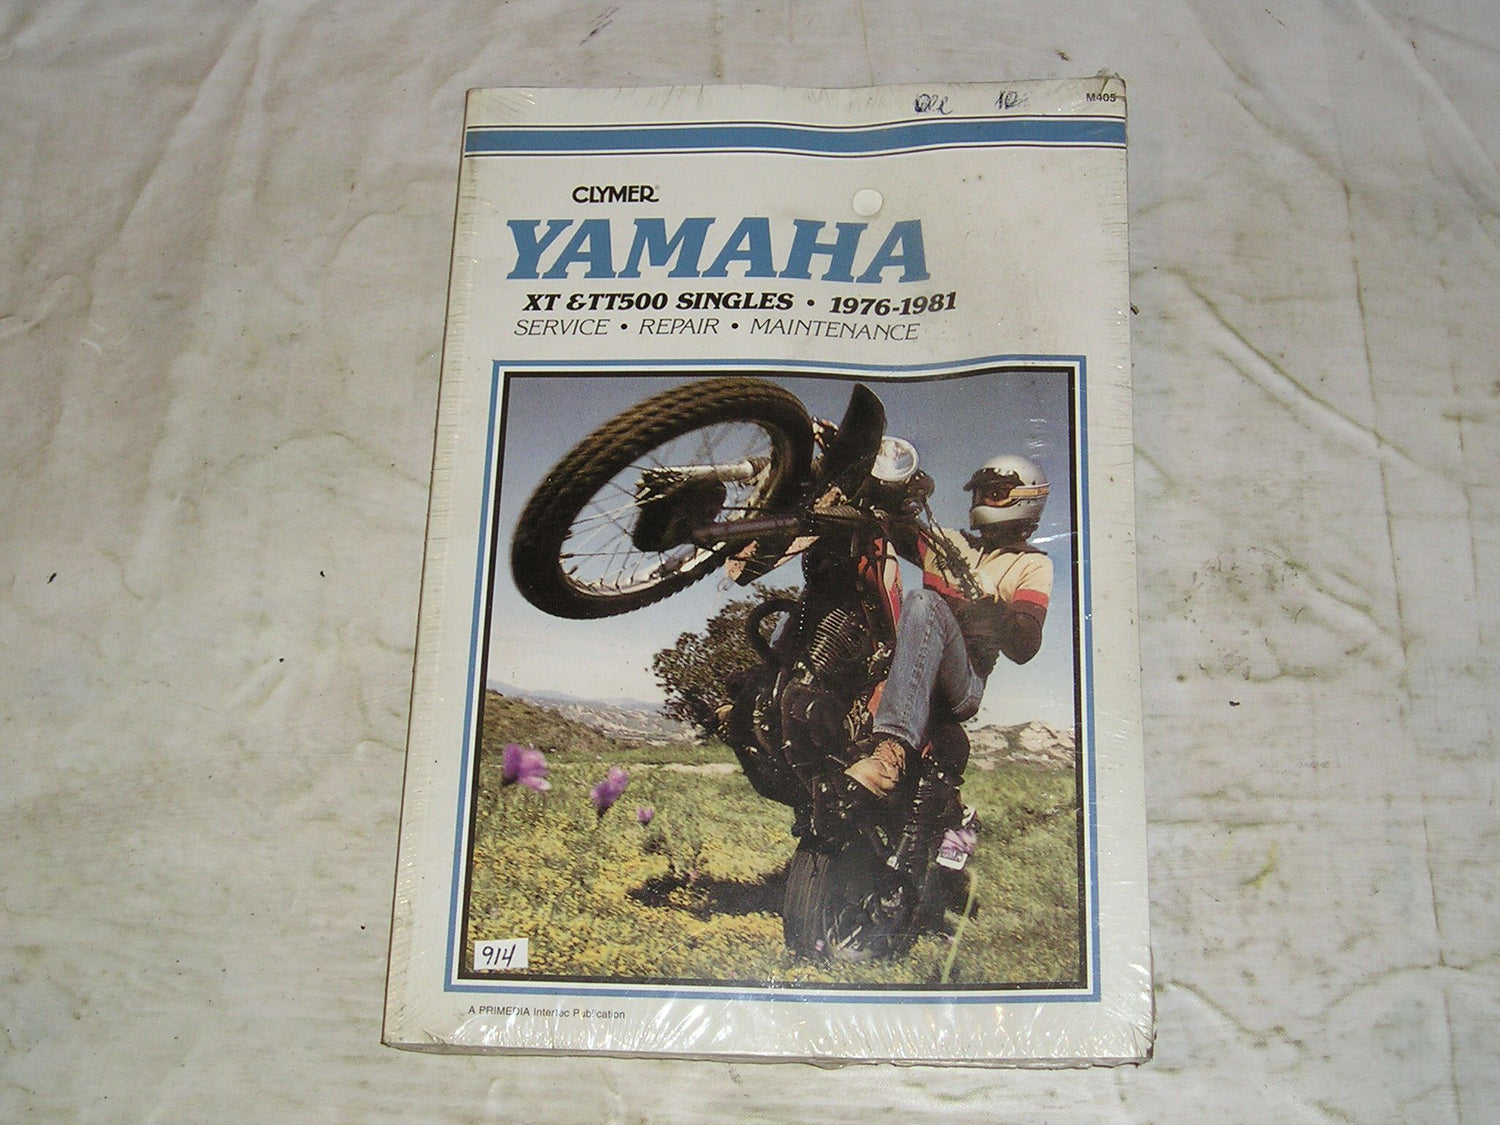 M405
CLYMER®
YAMAHA
XT & TT500 SINGLES • 1976-1981
SERVICE • REPAIR • MAINTENANCE
914
A PRIMEDIA Intertec Publication